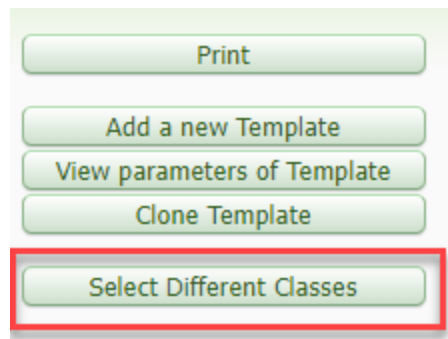 Print
Add a new Template
View parameters of Template
Clone Template
Select Different Classes